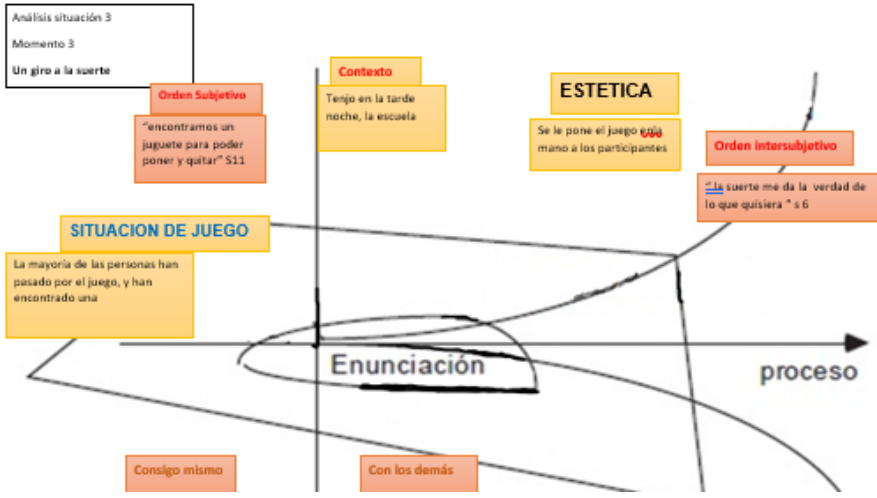 Análisis situación 3
Momento 3
Un giro a la suerte
Orden Subjetivo
"encontramos un
juguete para poder
poner y quitar" S11
Contexto
Tenjo en la tarde
noche, la escuela
ESTETICA
Se le pone el juego enla
mano a los participantes
Orden intersubjetivo
" la suerte me da la verdad de
lo que quisiera " s 6
SITUACION DE JUEGO
La mayoría de las personas han
pasado por el juego, y han
encontrado una
Enunciación
proceso
Consigo mismo
Con los demás